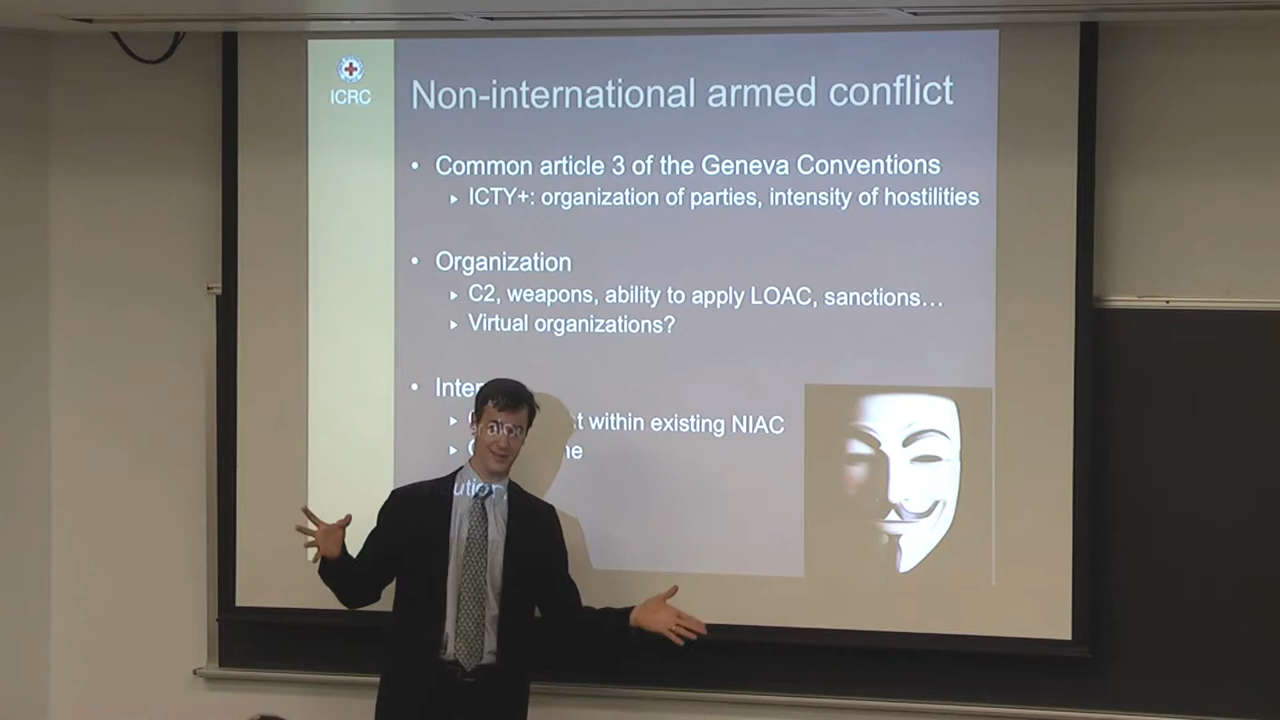 ICRC
Non-international armed conflict
• Common article 3 of the Geneva Conventions
▸ ICTY+: organization of parties, intensity of hostilities
• Organization
▸ C2, weapons, ability to apply LOAC, sanctions…
▸ Virtual organizations?
•
▸ within existing NIAC
▸